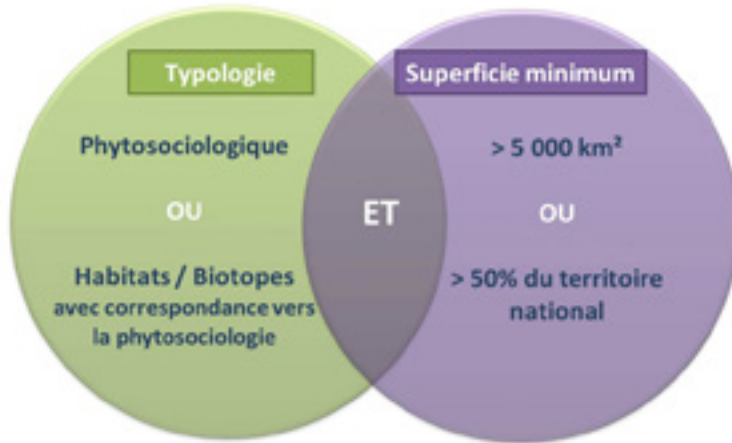 Typologie
Phytosociologique
OU
Habitats / Biotopes
avec correspondance vers
la phytosociologie
ET
Superficie minimum
> 5 000 km²
OU
> 50% du territoire
national